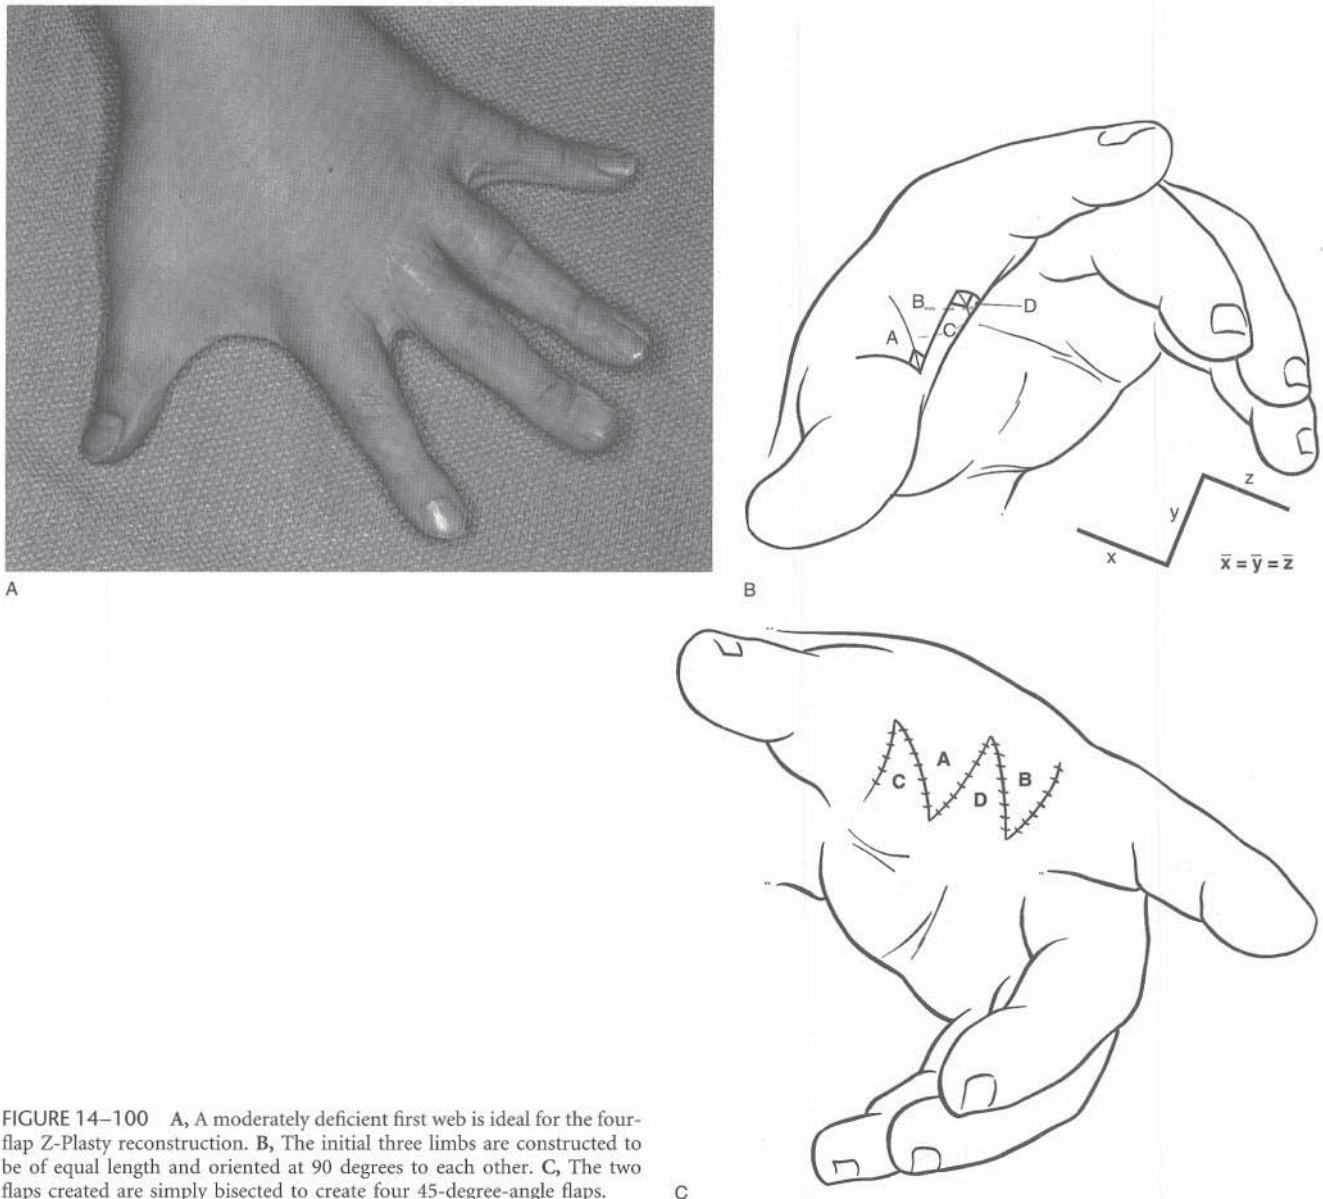 A
B
A
B
C
D
x
y
z
x̄ = ȳ = z̄
C
A
D
B
C
FIGURE 14–100 A, A moderately deficient first web is ideal for the four-
flap Z-Plasty reconstruction. B, The initial three limbs are constructed to
be of equal length and oriented at 90 degrees to each other. C, The two
flaps created are simply bisected to create four 45-degree-angle flaps.